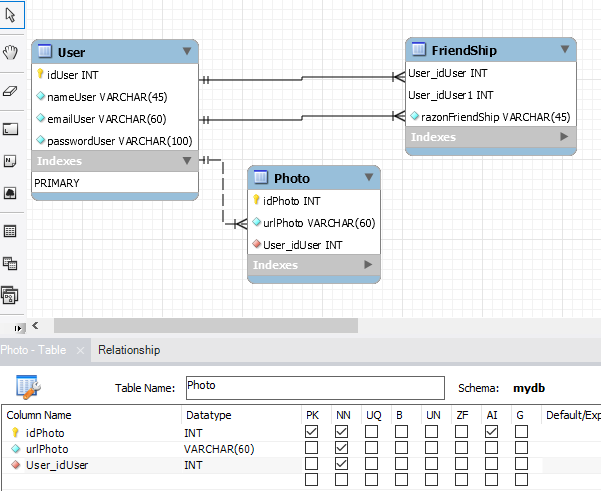 User
idUser INT
nameUser VARCHAR(45)
emailUser VARCHAR(60)
passwordUser VARCHAR(100)
Indexes
PRIMARY
FriendShip
User_idUser INT
User_idUser1 INT
razonFriendShip VARCHAR(45)
Indexes
Photo
idPhoto INT
urlPhoto VARCHAR(60)
User_idUser INT
Indexes
Photo - Table Relationship
Table Name: Photo Schema: mydb
Column Name Datatype PK NN UQ B UN ZF AI G Default/Exp
idPhoto INT
urlPhoto VARCHAR(60)
User_idUser INT